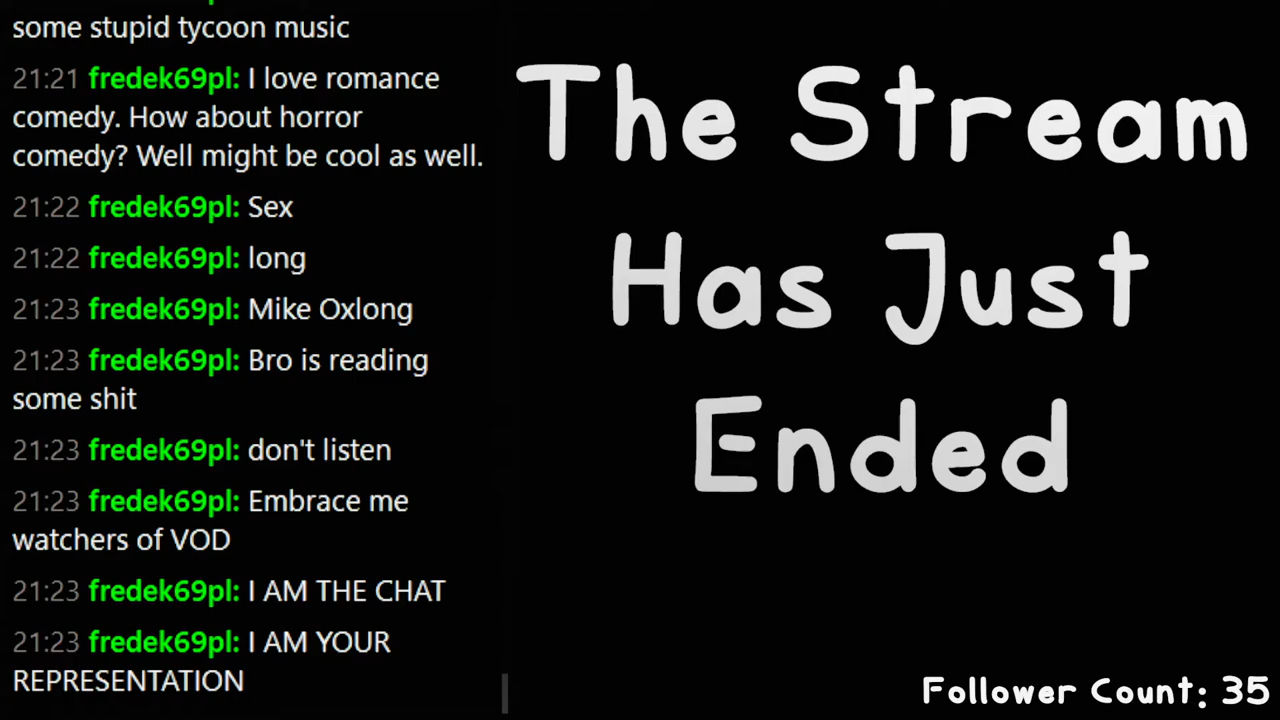 some stupid tycoon music
21:21 fredek69pl: I love romance
comedy. How about horror
comedy? Well might be cool as well.
21:22 fredek69pl: Sex
21:22 fredek69pl: long
21:23 fredek69pl: Mike Oxlong
21:23 fredek69pl: Bro is reading
some shit
21:23 fredek69pl: don't listen
21:23 fredek69pl: Embrace me
watchers of VOD
21:23 fredek69pl: I AM THE CHAT
21:23 fredek69pl: I AM YOUR
REPRESENTATION
The Stream
Has Just
Ended
Follower Count: 35